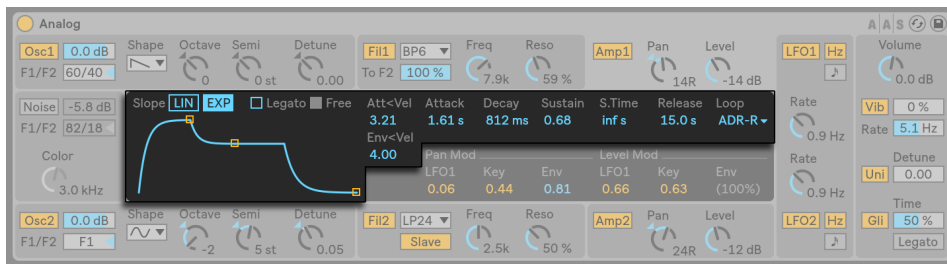 Analog
A A S
Osc1 0.0 dB Shape Octave Semi Detune
F1/F2 60/40 0 0 st 0.00
Fil1 BP6 Freq Reso
To F2 100 % 7.9k 59 %
Amp1 Pan Level
14R -14 dB
LFO1 Hz
Volume
0.0 dB
Noise -5.8 dB
F1/F2 82/18
Color
3.0 kHz
Slope LIN EXP Legato Free
Att<Vel Attack Decay Sustain S.Time Release Loop
3.21 1.61 s 812 ms 0.68 inf s 15.0 s ADR-R
Env<Vel
4.00
Pan Mod Level Mod
LFO1 Key Env LFO1 Key Env
0.06 0.44 0.81 0.66 0.63 (100%)
Rate
0.9 Hz
Rate
0.9 Hz
Vib 0 %
Rate 5.1 Hz
Detune
Uni 0.00
Time
Gli 50 %
Legato
Osc2 0.0 dB Shape Octave Semi Detune
F1/F2 F1 -2 5 st 0.05
Fil2 LP24 Freq Reso
Slave 2.5k 50 %
Amp2 Pan Level
24R -12 dB
LFO2 Hz